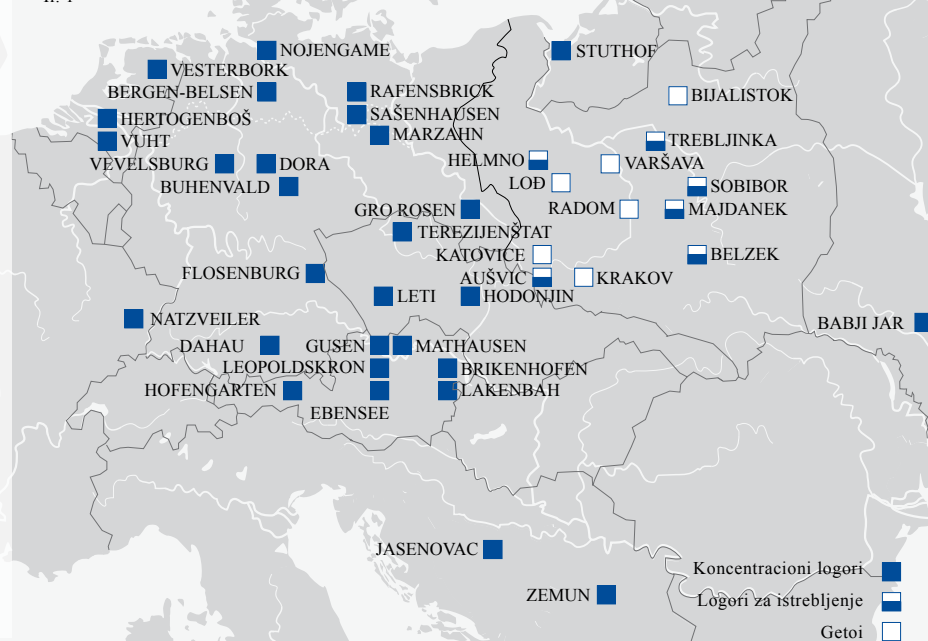 NOJENGAME
STUTHOF
VESTERBORK
BERGEN-BELSEN
RAFENSBRICK
BIJALISTOK
HERTOGENBOŠ
SAŠENHAUSEN
MARZAHN
VUHT
TREBLJINKA
VEVELSBURG
DORA
HELMNO
VARŠAVA
BUHENVALD
LOĐ
SOBIBOR
GRO ROSEN
RADOM
MAJDANEK
TEREZIJENŠTAT
KATOVICE
BELZEK
FLOSENBURG
AUŠVIC
KRAKOV
LETI
HODONJIN
NATZVEILER
BABJI JAR
DAHAU
GUSEN
MATHAUSEN
LEOPOLDSKRON
BRIKENHOFEN
HOFENGARTEN
LAKENBAH
EBENSEE
JASENOVAC
ZEMUN
Koncentracioni logori
Logori za istrebljenje
Getoi